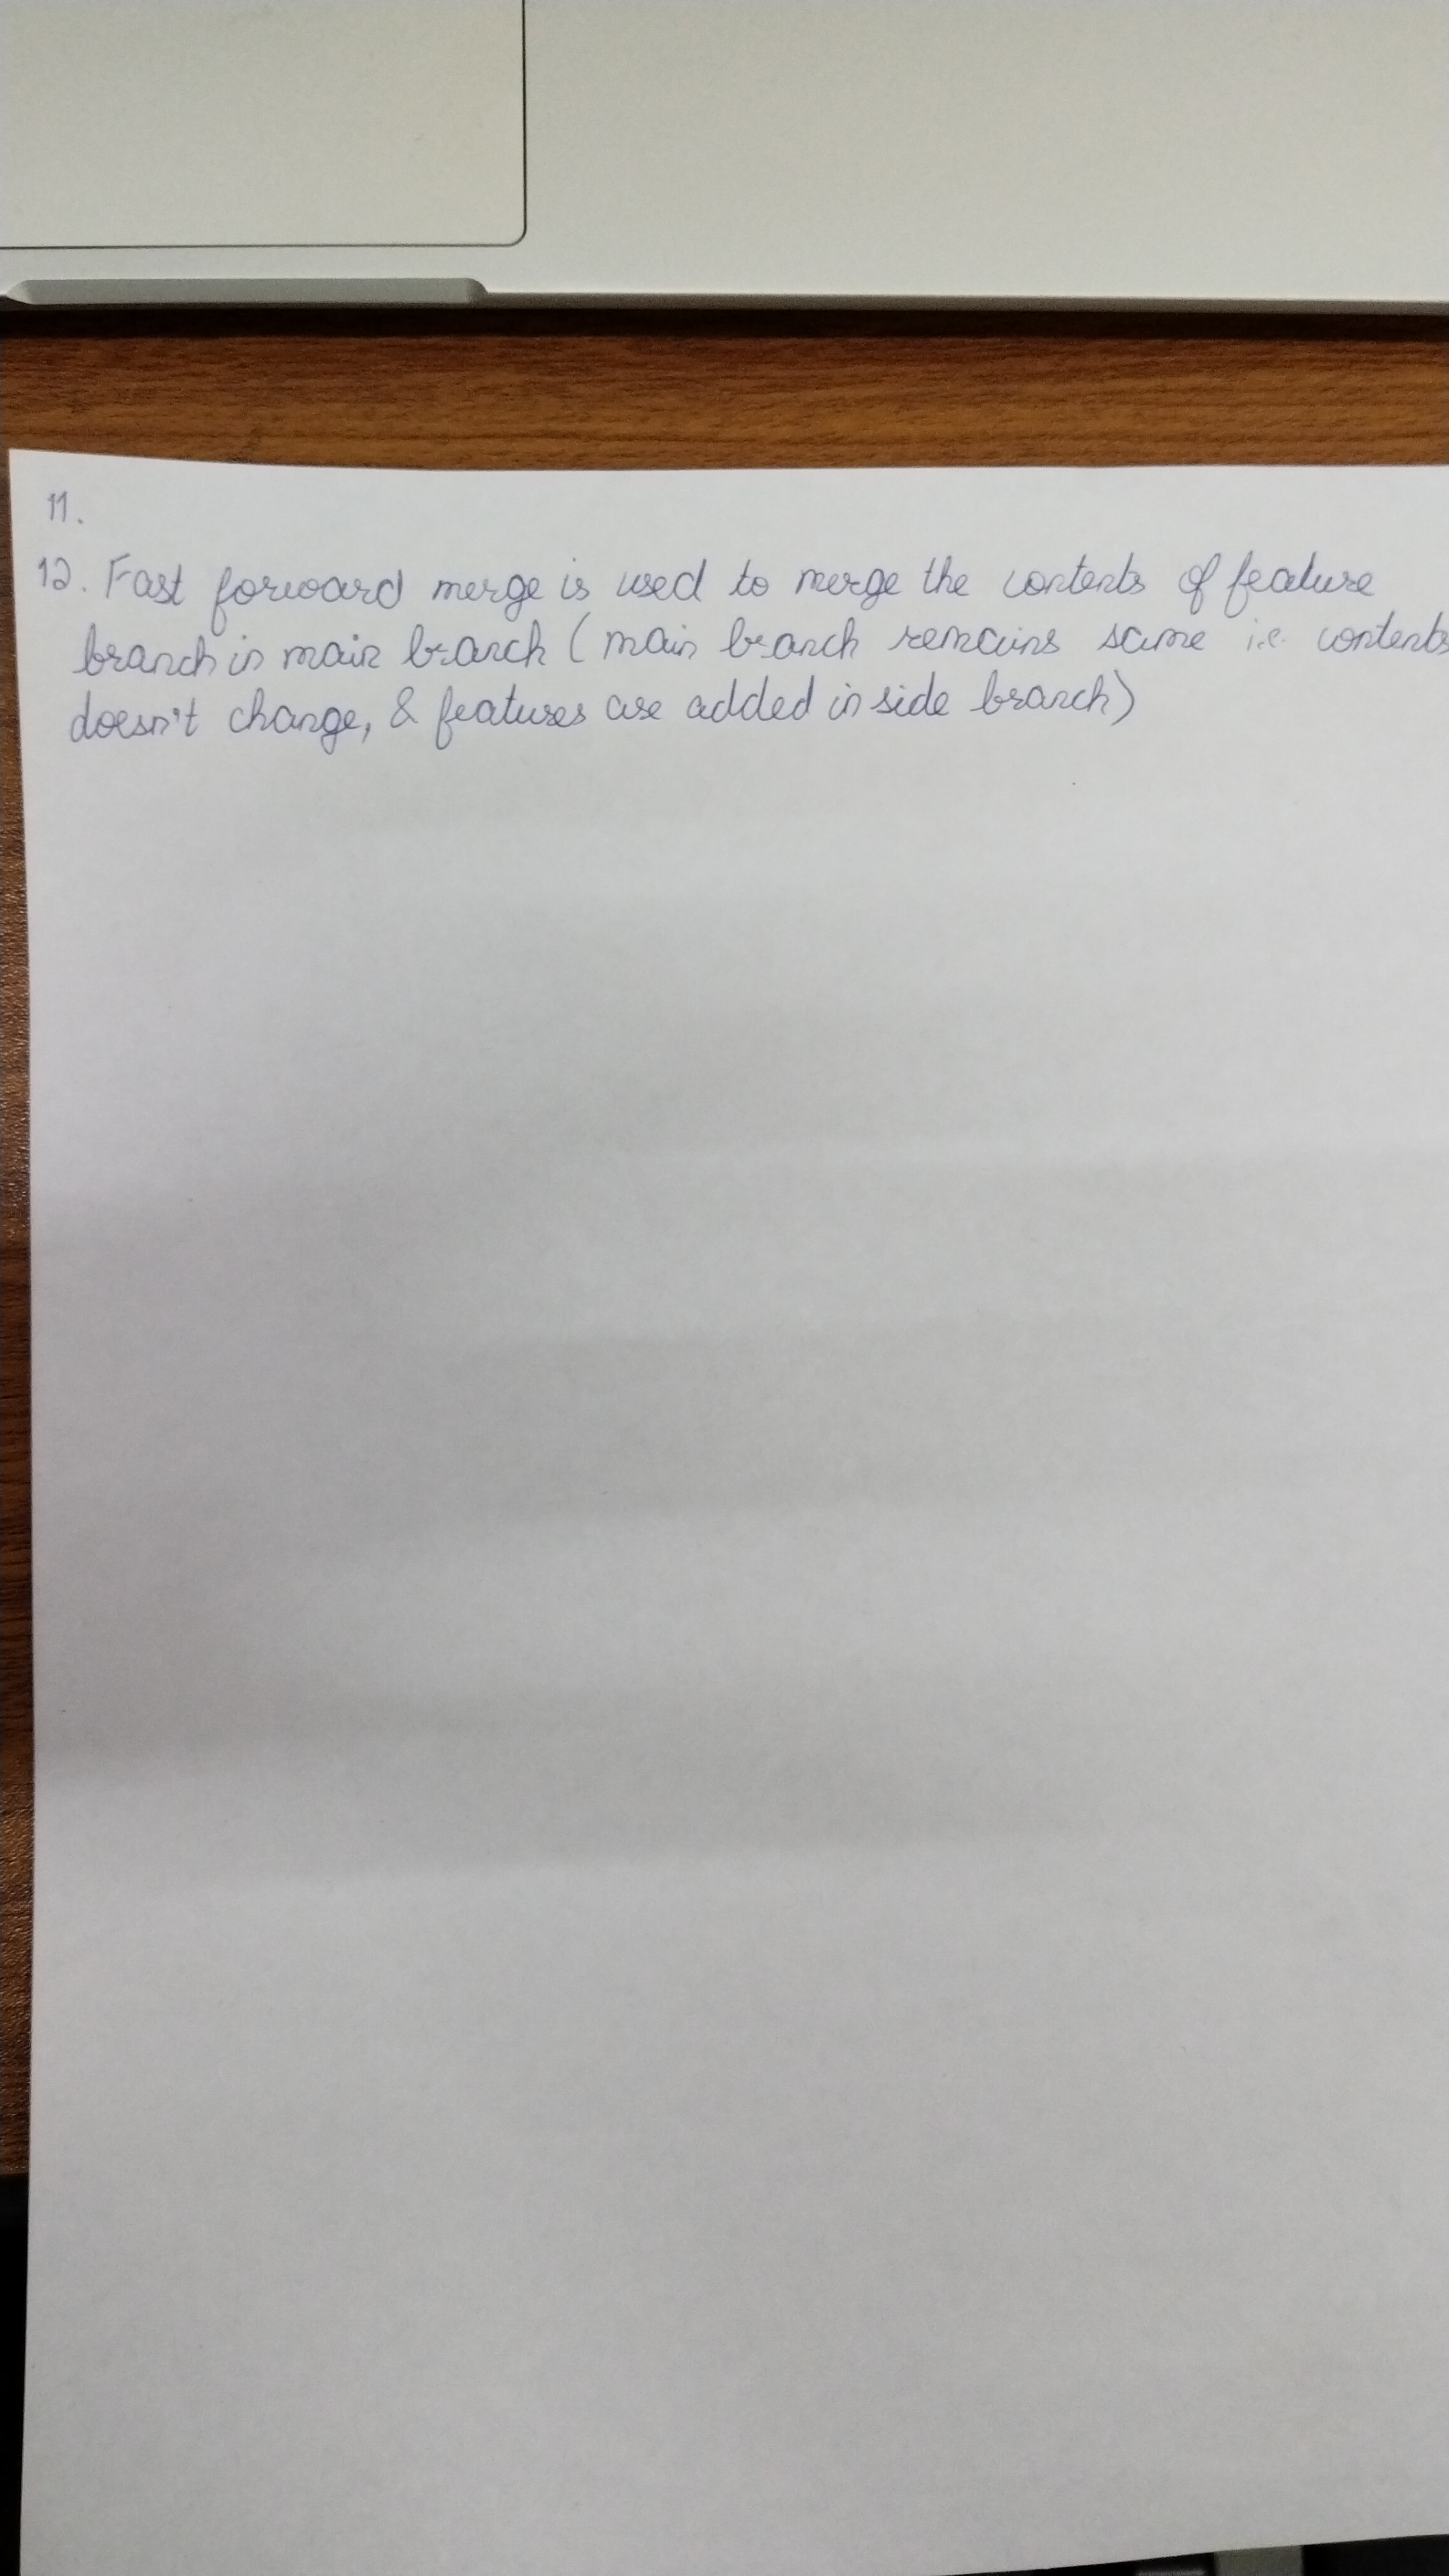 11.
12. Fast forward merge is used to merge the contents of feature
branch in main branch ( main branch remains same i.e. contents
doesn't change, & features are added in side branch)